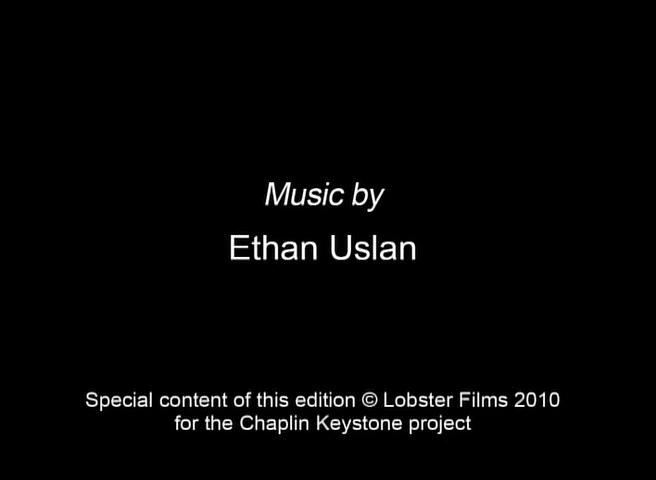 Music by
Ethan Uslan
Special content of this edition © Lobster Films 2010
for the Chaplin Keystone project